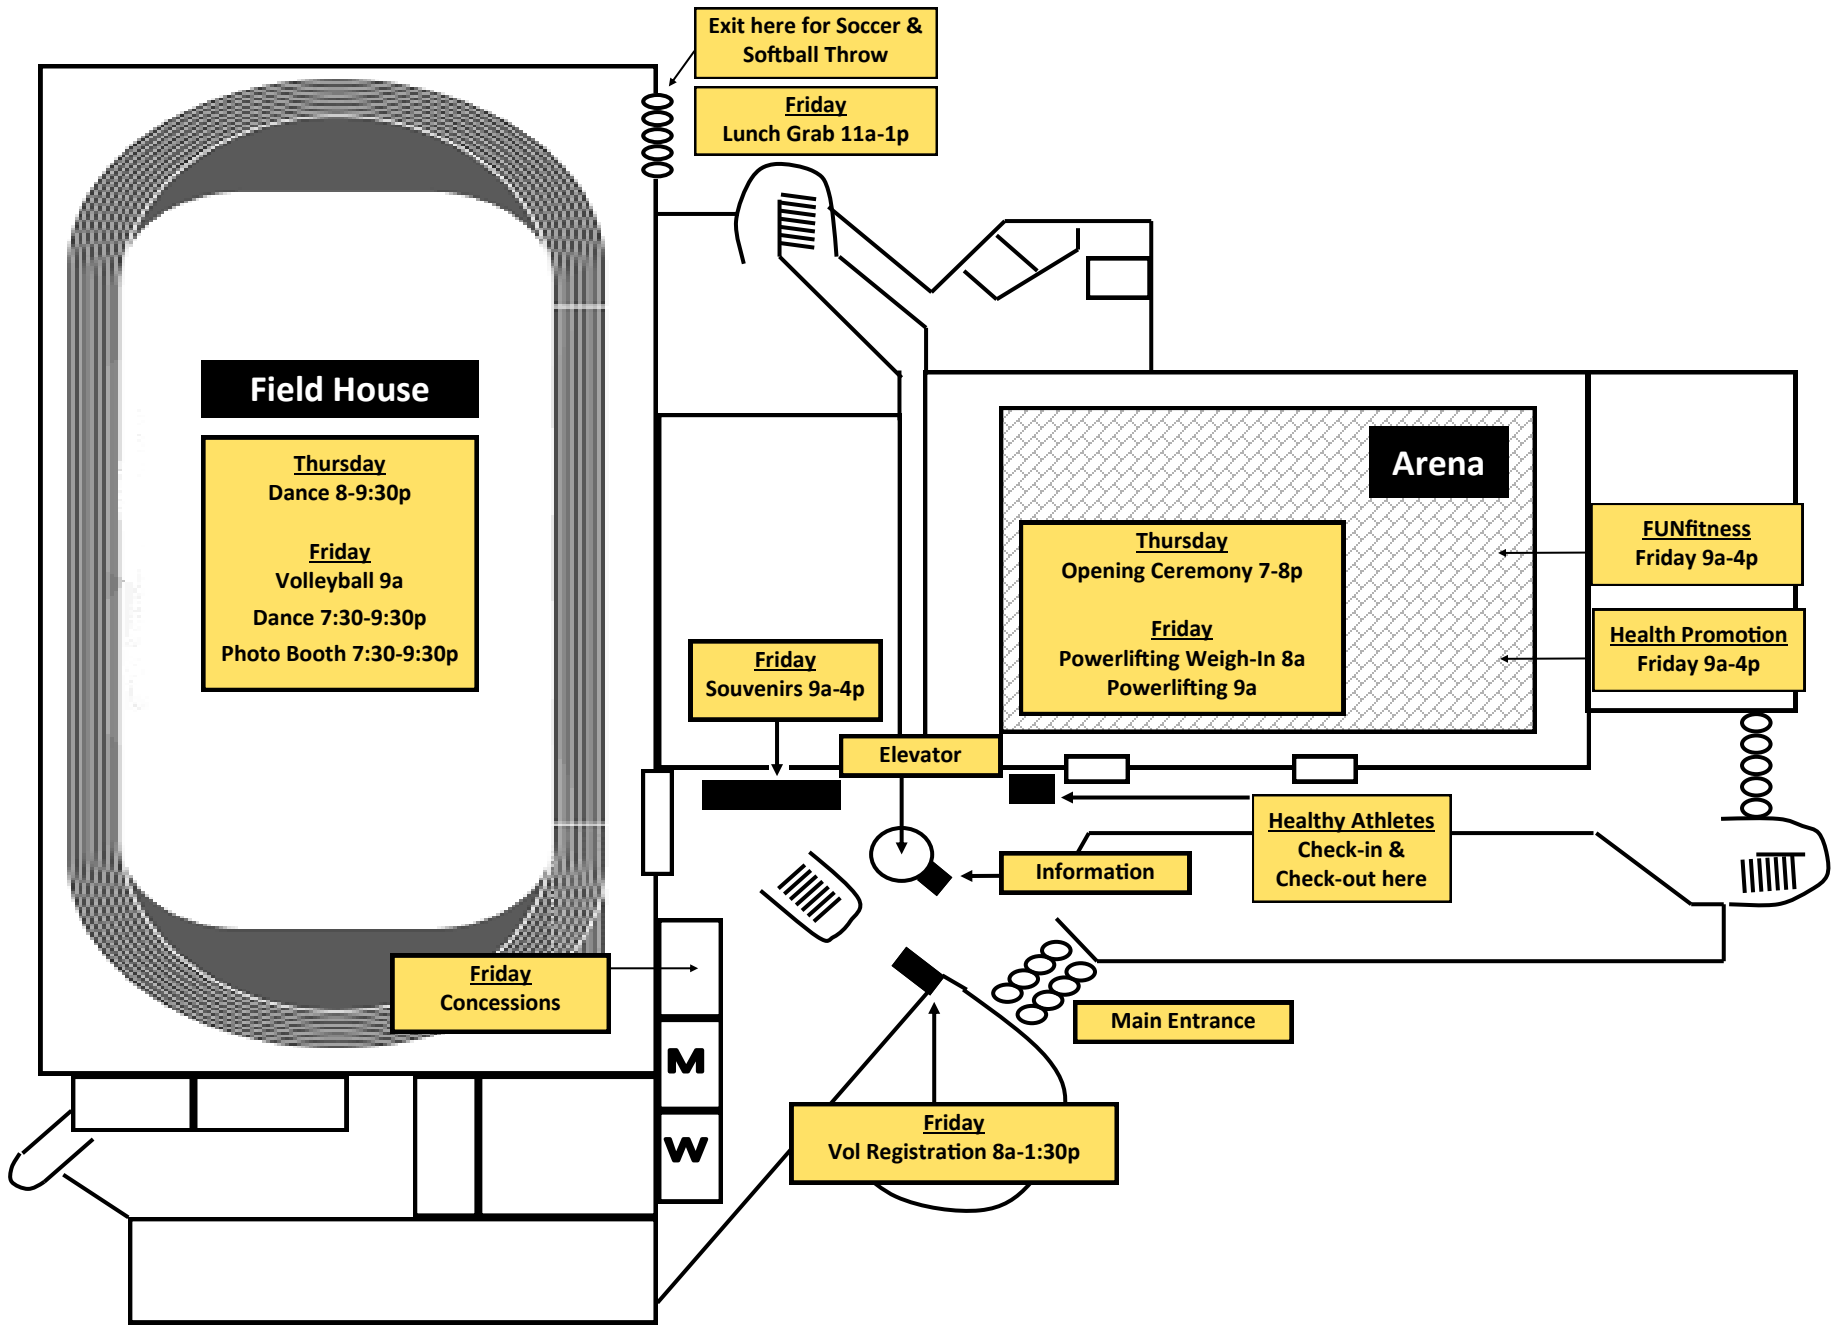 Exit here for Soccer &
Softball Throw
Friday
Lunch Grab 11a-1p
Field House
Thursday
Dance 8-9:30p
Friday
Volleyball 9a
Dance 7:30-9:30p
Photo Booth 7:30-9:30p
Arena
Thursday
Opening Ceremony 7-8p
Friday
Powerlifting Weigh-In 8a
Powerlifting 9a
FUNfitness
Friday 9a-4p
Health Promotion
Friday 9a-4p
Friday
Souvenirs 9a-4p
Elevator
Healthy Athletes
Check-in &
Check-out here
Information
Friday
Concessions
Main Entrance
M
W
Friday
Vol Registration 8a-1:30p